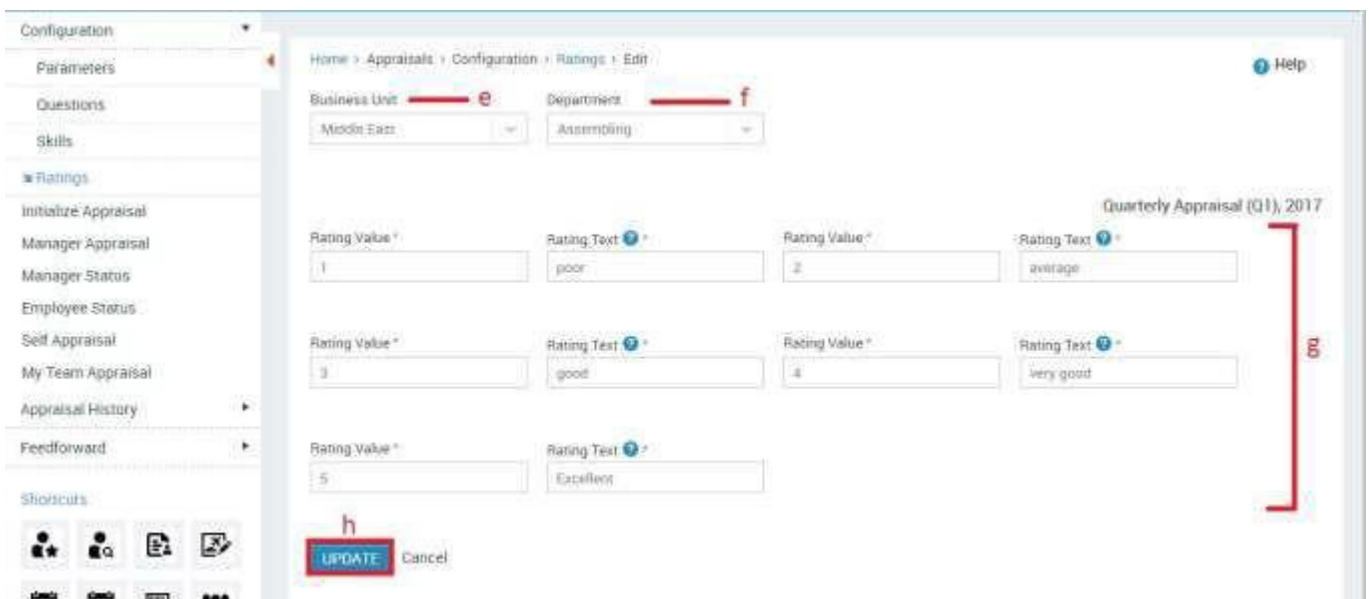 Configuration
Parameters
Questions
Skills
Ratings
Initialize Appraisal
Manager Appraisal
Manager Status
Employee Status
Self Appraisal
My Team Appraisal
Appraisal History
Feedforward
Shortcuts
Home > Appraisals > Configuration > Ratings > Edit
Help
Business Unit e Department f
Middle East Assembling
Quarterly Appraisal (Q1), 2017
Rating Value * Rating Text * Rating Value * Rating Text *
1 poor 2 average
Rating Value * Rating Text * Rating Value * Rating Text *
3 good 4 very good
g
Rating Value * Rating Text *
5 Excellent
h
UPDATE Cancel